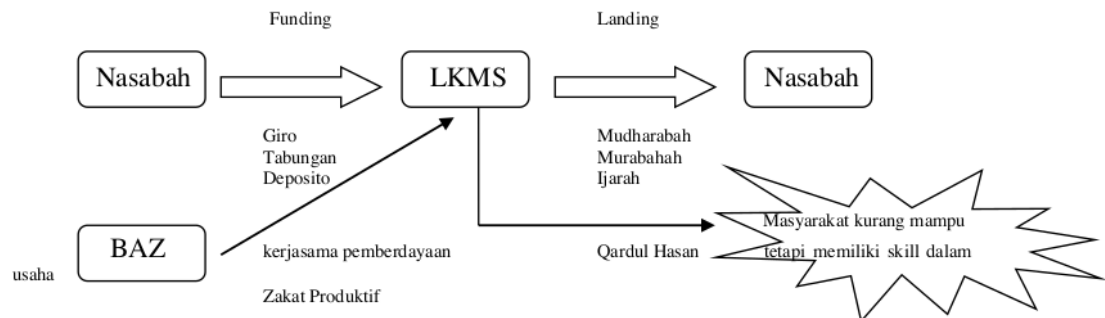 Funding
Landing
Nasabah
LKMS
Nasabah
Giro
Tabungan
Deposito
Mudharabah
Murabahah
Ijarah
BAZ
kerjasama pemberdayaan
Zakat Produktif
Qardul Hasan
Masyarakat kurang mampu
tetapi memiliki skill dalam
usaha